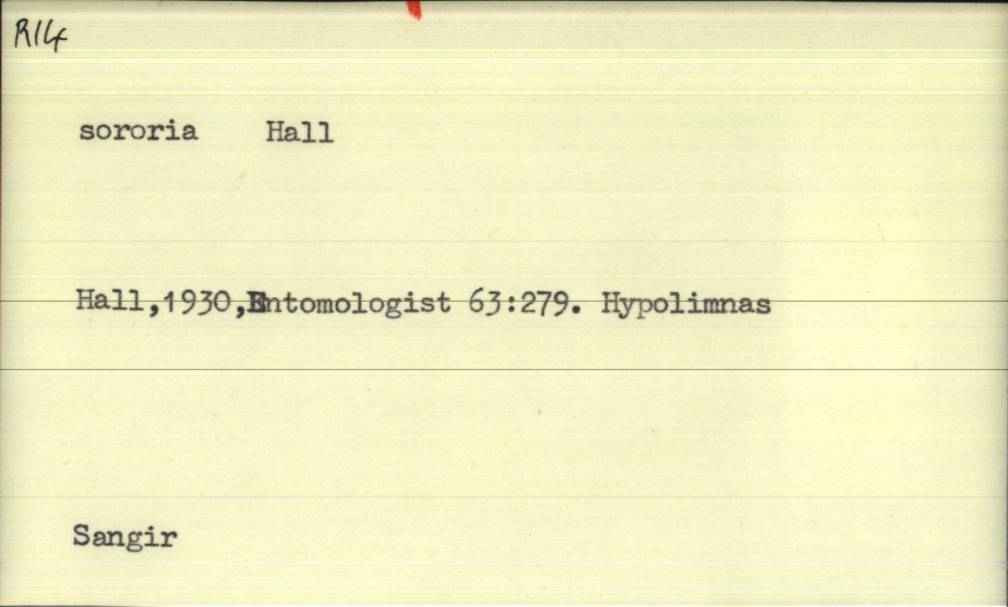 R14
sororia Hall
Hall,1930,Entomologist 63:279. Hypolimnas
Sangir